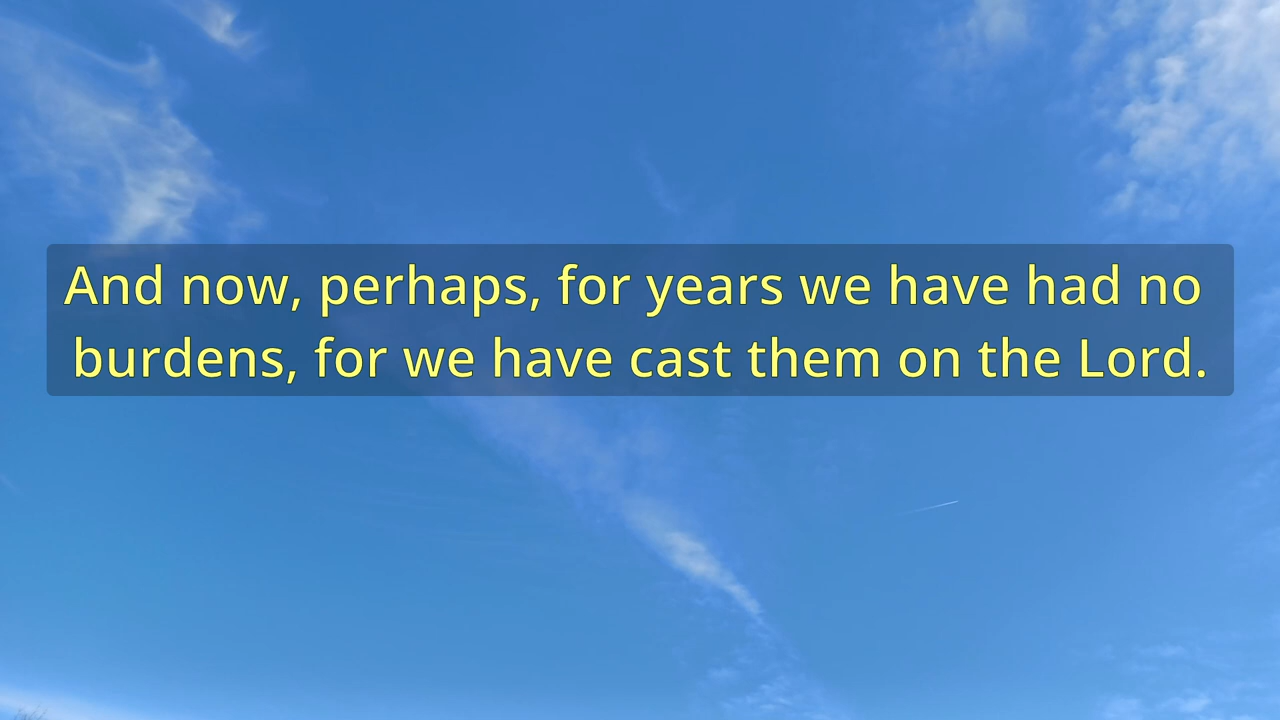 And now, perhaps, for years we have had no
burdens, for we have cast them on the Lord.